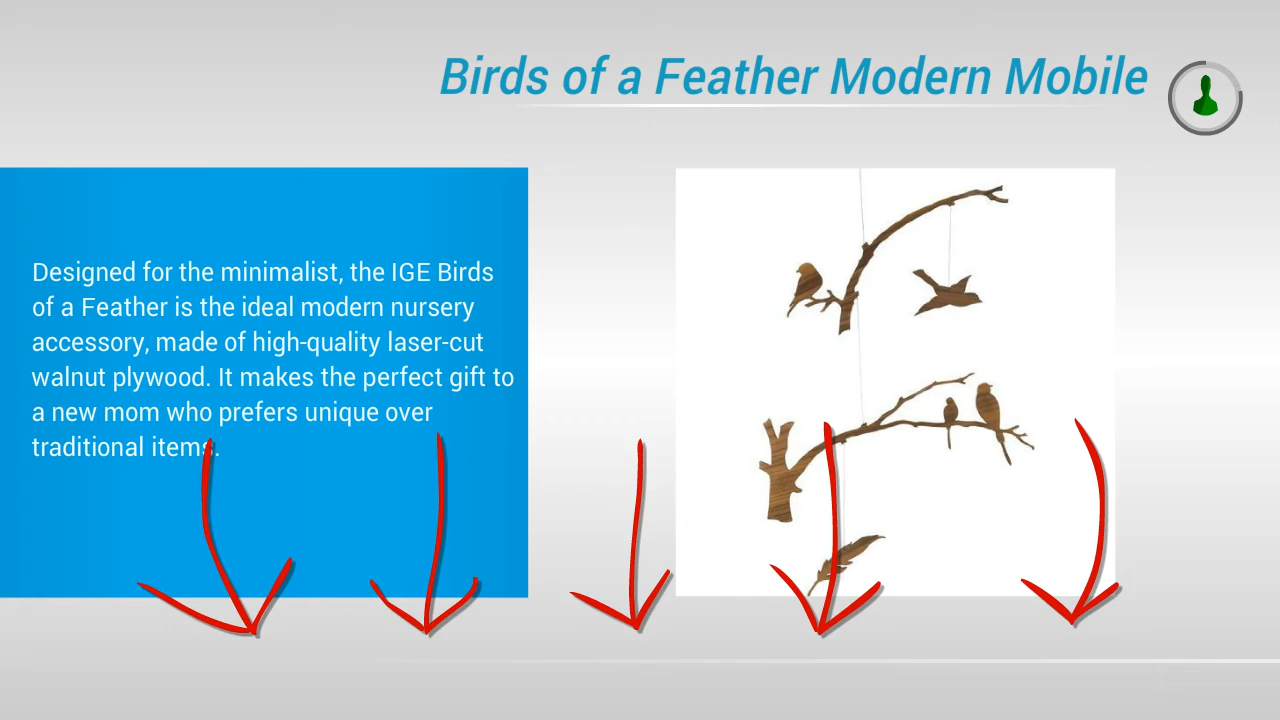 Birds of a Feather Modern Mobile
Designed for the minimalist, the IGE Birds
of a Feather is the ideal modern nursery
accessory, made of high-quality laser-cut
walnut plywood. It makes the perfect gift to
a new mom who prefers unique over
traditional items.